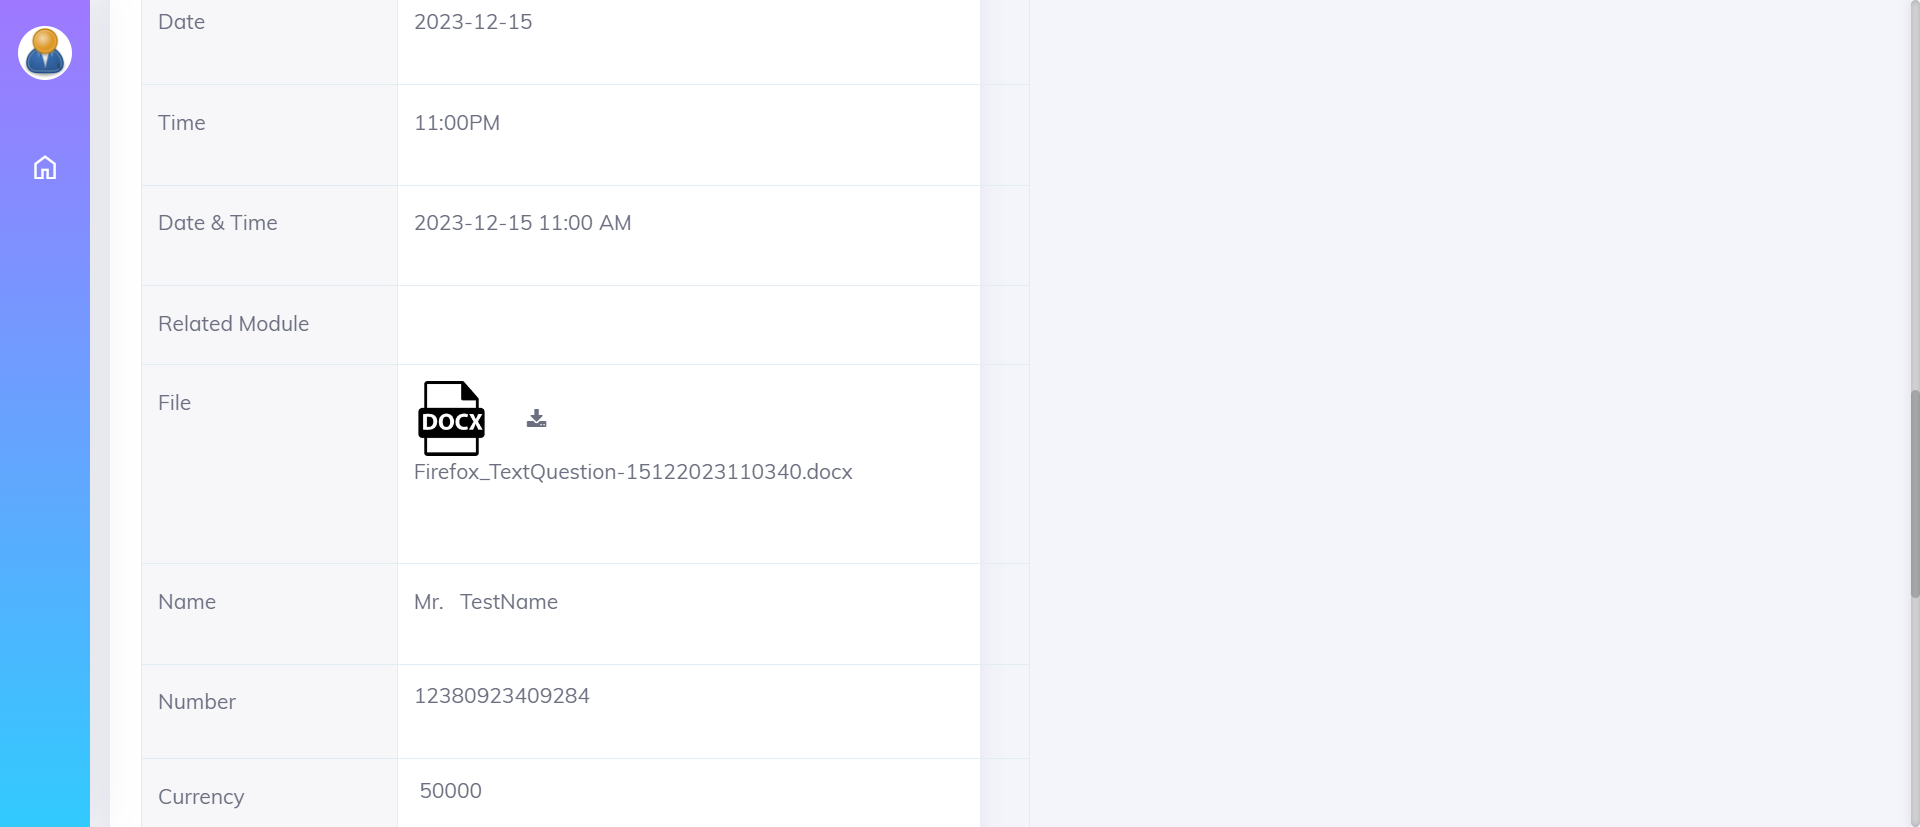 Date 2023-12-15
Time 11:00PM
Date & Time 2023-12-15 11:00 AM
Related Module
File DOCX
Firefox_TextQuestion-15122023110340.docx
Name Mr. TestName
Number 12380923409284
Currency 50000